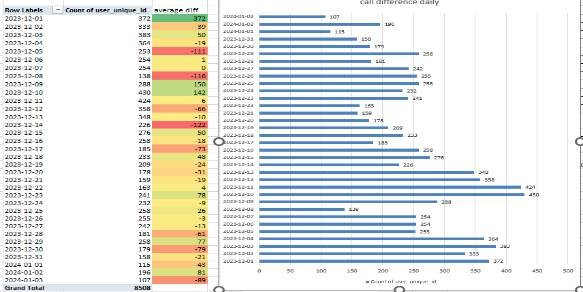 Row Labels Count of user_unique_id average diff
2023-12-01 372 372
2023-12-02 333 -39
2023-12-03 383 50
2023-12-04 364 -19
2023-12-05 253 -111
2023-12-06 254 1
2023-12-07 254 0
2023-12-08 138 -116
2023-12-09 288 150
2023-12-10 430 142
2023-12-11 424 6
2023-12-12 358 -66
2023-12-13 348 -10
2023-12-14 226 -122
2023-12-15 276 50
2023-12-16 258 -18
2023-12-17 185 -73
2023-12-18 233 48
2023-12-19 209 -24
2023-12-20 178 -31
2023-12-21 159 -19
2023-12-22 163 4
2023-12-23 241 78
2023-12-24 232 -9
2023-12-25 258 26
2023-12-26 255 -3
2023-12-27 242 -13
2023-12-28 181 -61
2023-12-29 258 77
2023-12-30 179 -79
2023-12-31 158 -21
2024-01-01 115 -43
2024-01-02 196 81
2024-01-03 107 -89
Grand Total 8508
call difference daily
2024-01-03 107
2024-01-02 196
115
2023-12-31 158
2023-12-30 179
2023-12-29 258
2023-12-28 181
2023-12-27 242
2023-12-26 255
2023-12-25 258
2023-12-24 232
2023-12-23 241
2023-12-22 163
2023-12-21 159
2023-12-20 178
2023-12-19 209
2023-12-18 233
2023-12-17 185
2023-12-16 258
2023-12-15 276
2023-12-14 226
2023-12-13 348
2023-12-12 358
2023-12-11 424
2023-12-10 430
2023-12-09 288
2023-12-08 138
2023-12-07 254
2023-12-06 254
2023-12-05 253
2023-12-04 364
2023-12-03 383
2023-12-02 333
2023-12-01 372
0 50 100 150 200 250 300 350 400 450 500
Count of user_unique_id